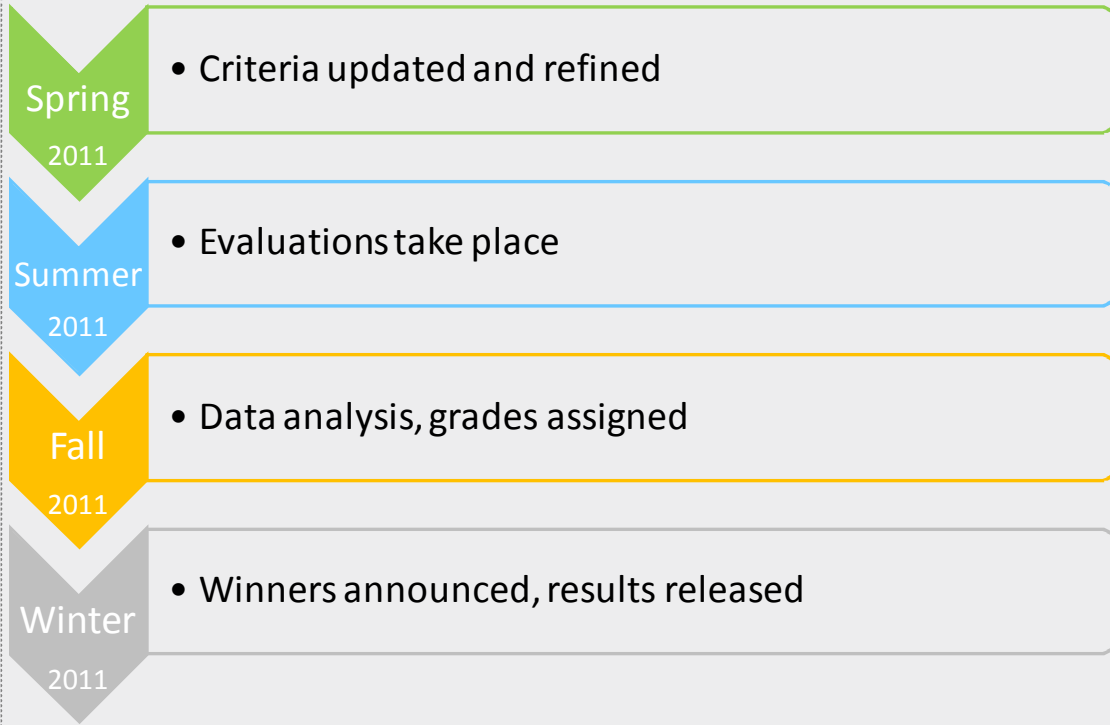 Spring
2011
• Criteria updated and refined
Summer
2011
• Evaluations take place
Fall
2011
• Data analysis, grades assigned
Winter
2011
• Winners announced, results released